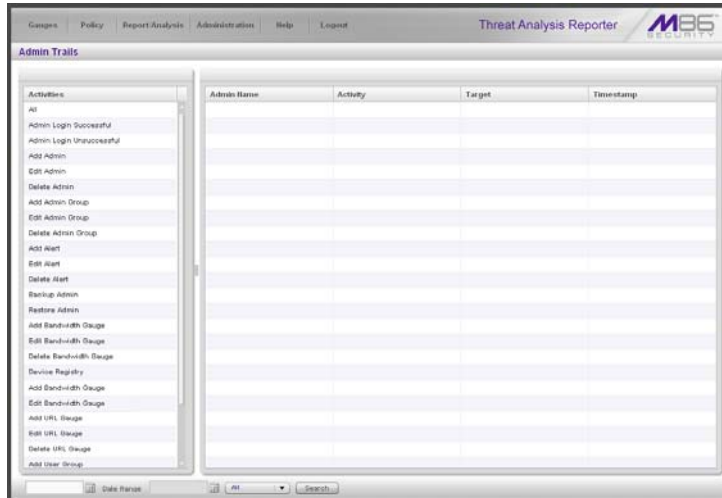 Gauges Policy Report Analysis Administration Help Logout
Threat Analysis Reporter
M86 SECURITY
Admin Trails
Activities
Admin Name Activity Target Timestamp
All
Admin Login Successful
Admin Login Unsuccessful
Add Admin
Edit Admin
Delete Admin
Add Admin Group
Edit Admin Group
Delete Admin Group
Add Alert
Edit Alert
Delete Alert
Backup Admin
Restore Admin
Add Bandwidth Gauge
Edit Bandwidth Gauge
Delete Bandwidth Gauge
Device Registry
Add Bandwidth Gauge
Edit Bandwidth Gauge
Add URL Gauge
Edit URL Gauge
Delete URL Gauge
Add User Group
Date Range All Search